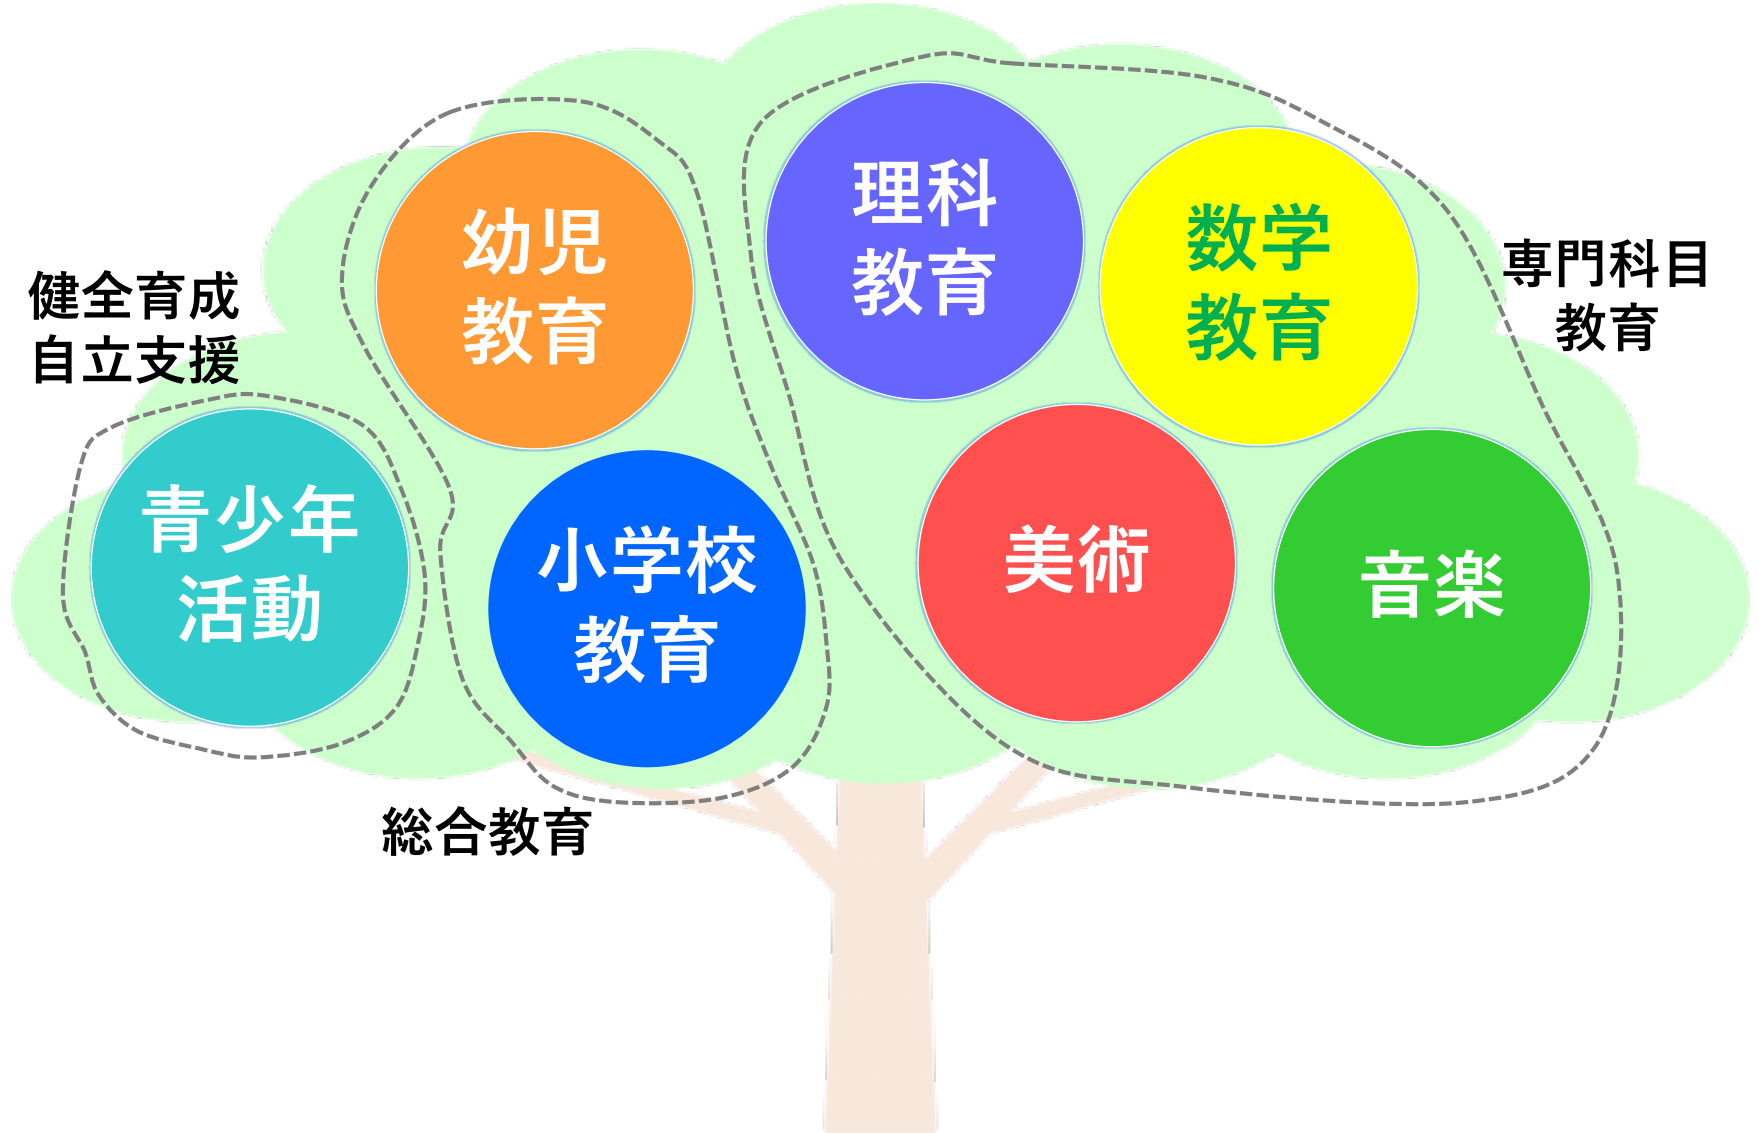 健全育成
自立支援
青少年
活動
幼児
教育
小学校
教育
総合教育
理科
教育
数学
教育
美術
音楽
専門科目
教育